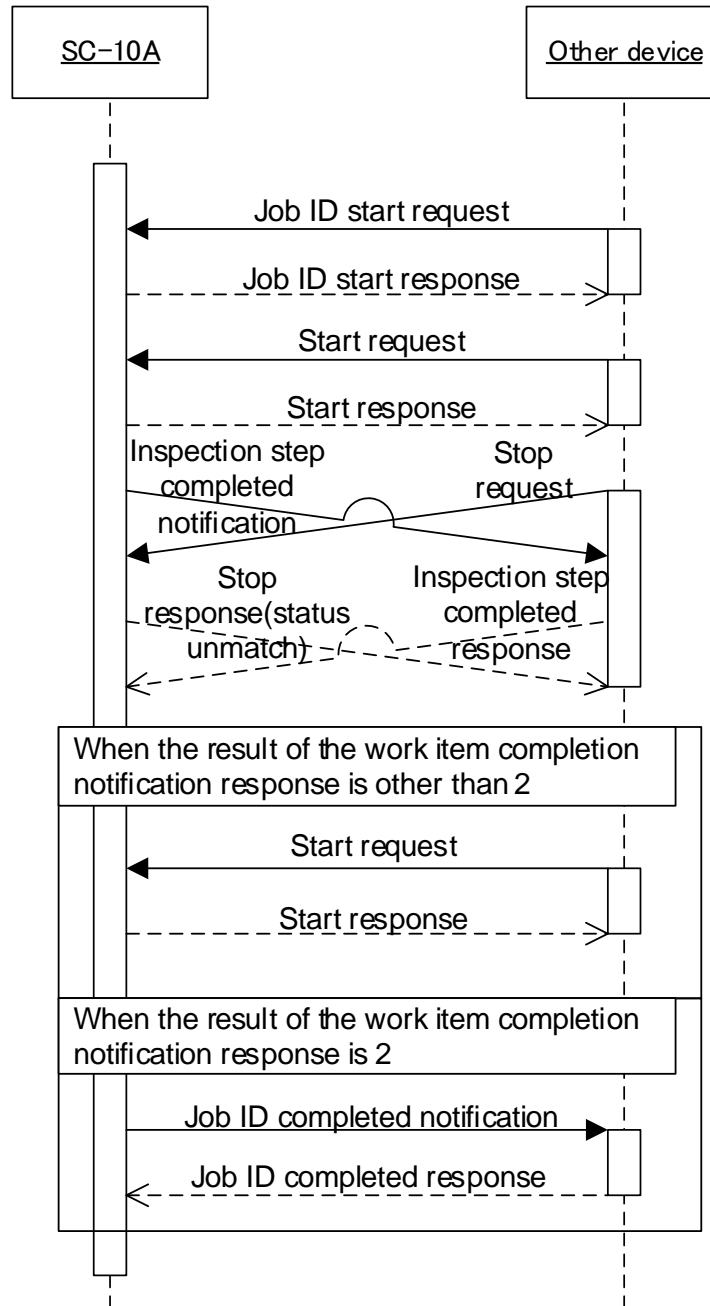 SC-10A
Other device
Job ID start request
Job ID start response
Start request
Start response
Inspection step
completed
notification
Stop
request
Stop
response(status
unmatch)
Inspection step
completed
response
When the result of the work item completion
notification response is other than 2
Start request
Start response
When the result of the work item completion
notification response is 2
Job ID completed notification
Job ID completed response